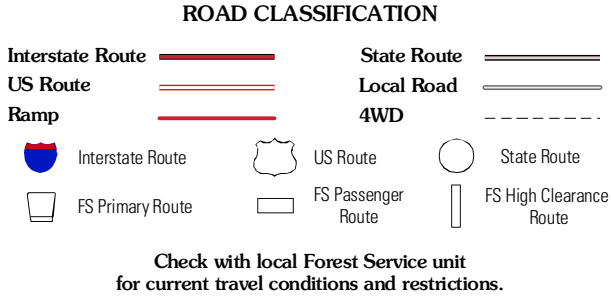 ROAD CLASSIFICATION
Interstate Route
State Route
US Route
Local Road
Ramp
4WD
Interstate Route
US Route
State Route
FS Primary Route
FS Passenger
Route
FS High Clearance
Route
Check with local Forest Service unit
for current travel conditions and restrictions.